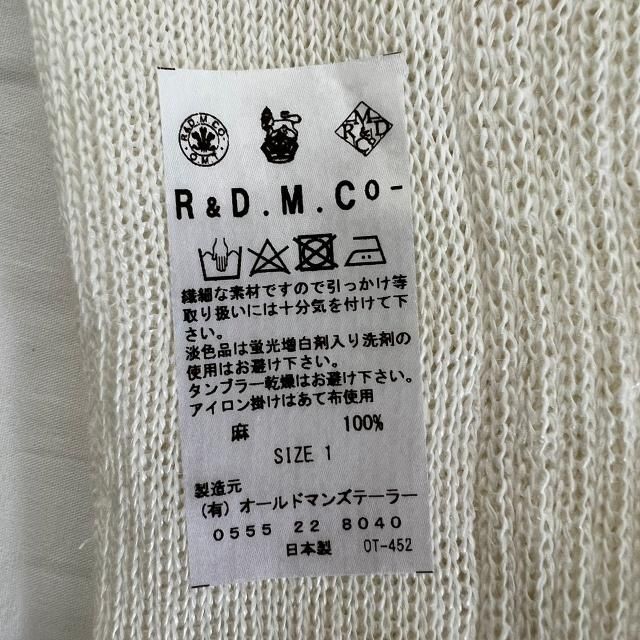 R.&D.M.CO.
O.M.T.
R&D
M.
Co
R & D . M . Co -
繊細な素材ですので引っかけ等
取り扱いには十分気を付けて下
さい。
淡色品は蛍光増白剤入り洗剤の
使用はお避け下さい。
タンブラー乾燥はお避け下さい。
アイロン掛けはあて布使用
麻 100%
SIZE 1
製造元
(有) オールドマンズテーラー
0555 22 8040
日本製 OT-452